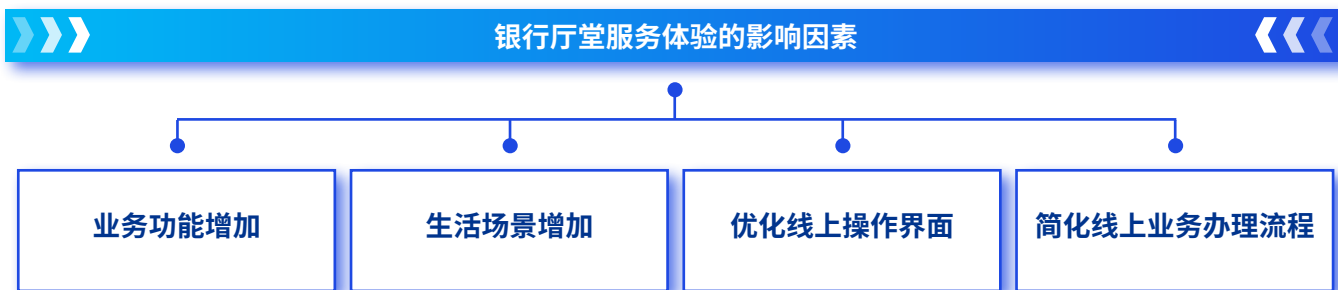 银行厅堂服务体验的影响因素
业务功能增加
生活场景增加
优化线上操作界面
简化线上业务办理流程